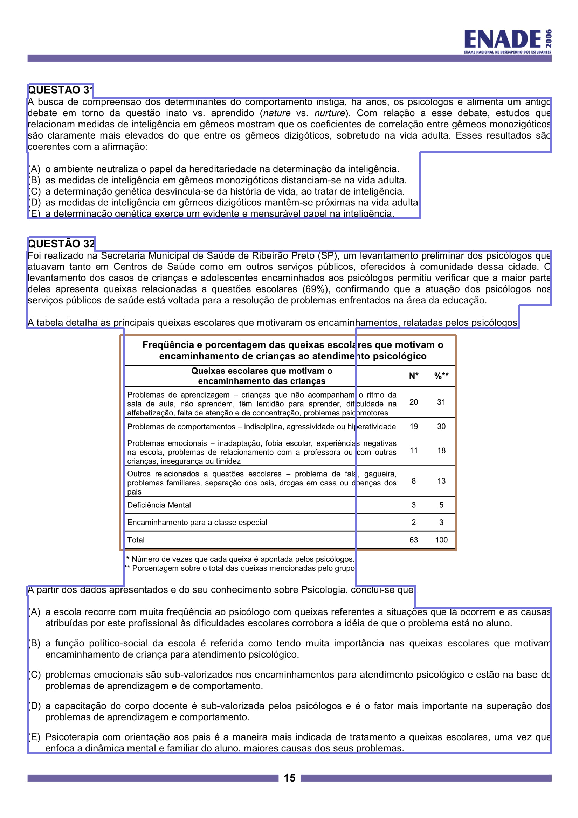 ENADE 2006
EXAME NACIONAL DE DESEMPENHO DOS ESTUDANTES
QUESTÃO 31
A busca de compreensão dos determinantes do comportamento instiga, há anos, os psicólogos e alimenta um antigo
debate em torno da questão inato vs. aprendido (nature vs. nurture). Com relação a esse debate, estudos que
relacionam medidas de inteligência em gêmeos mostram que os coeficientes de correlação entre gêmeos monozigóticos
são claramente mais elevados do que entre os gêmeos dizigóticos, sobretudo na vida adulta. Esses resultados são
coerentes com a afirmação:
(A) o ambiente neutraliza o papel da hereditariedade na determinação da inteligência.
(B) as medidas de inteligência em gêmeos monozigóticos distanciam-se na vida adulta.
(C) a determinação genética desvincula-se da história de vida, ao tratar de inteligência.
(D) as medidas de inteligência em gêmeos dizigóticos mantêm-se próximas na vida adulta.
(E) a determinação genética exerce um evidente e mensurável papel na inteligência.
QUESTÃO 32
Foi realizado na Secretaria Municipal de Saúde de Ribeirão Preto (SP), um levantamento preliminar dos psicólogos que
atuavam tanto em Centros de Saúde como em outros serviços públicos, oferecidos à comunidade dessa cidade. O
levantamento dos casos de crianças e adolescentes encaminhados aos psicólogos permitiu verificar que a maior parte
deles apresenta queixas relacionadas a questões escolares (69%), confirmando que a atuação dos psicólogos nos
serviços públicos de saúde está voltada para a resolução de problemas enfrentados na área da educação.
A tabela detalha as principais queixas escolares que motivaram os encaminhamentos, relatadas pelos psicólogos.
Freqüência e porcentagem das queixas escolares que motivam o
encaminhamento de crianças ao atendimento psicológico
Queixas escolares que motivam o
encaminhamento das crianças N* %**
Problemas de aprendizagem – crianças que não acompanham o ritmo da
sala de aula, não aprendem, têm lentidão para aprender, dificuldade na 20 31
alfabetização, falta de atenção e de concentração, problemas psicomotores
Problemas de comportamentos – indisciplina, agressividade ou hiperatividade 19 30
Problemas emocionais – inadaptação, fobia escolar, experiências negativas
na escola, problemas de relacionamento com a professora ou com outras 11 18
crianças, insegurança ou timidez
Outros relacionados a questões escolares – problema de fala, gagueira,
problemas familiares, separação dos pais, drogas em casa ou doenças dos 8 13
pais
Deficiência Mental 3 5
Encaminhamento para a classe especial 2 3
Total 63 100
* Número de vezes que cada queixa é apontada pelos psicólogos.
** Porcentagem sobre o total das queixas mencionadas pelo grupo
A partir dos dados apresentados e do seu conhecimento sobre Psicologia, conclui-se que
(A) a escola recorre com muita freqüência ao psicólogo com queixas referentes a situações que lá ocorrem e as causas
atribuídas por este profissional às dificuldades escolares corrobora a idéia de que o problema está no aluno.
(B) a função político-social da escola é referida como tendo muita importância nas queixas escolares que motivam
encaminhamento de criança para atendimento psicológico.
(C) problemas emocionais são sub-valorizados nos encaminhamentos para atendimento psicológico e estão na base de
problemas de aprendizagem e de comportamento.
(D) a capacitação do corpo docente é sub-valorizada pelos psicólogos e é o fator mais importante na superação dos
problemas de aprendizagem e comportamento.
(E) Psicoterapia com orientação aos pais é a maneira mais indicada de tratamento a queixas escolares, uma vez que
enfoca a dinâmica mental e familiar do aluno, maiores causas dos seus problemas.
15